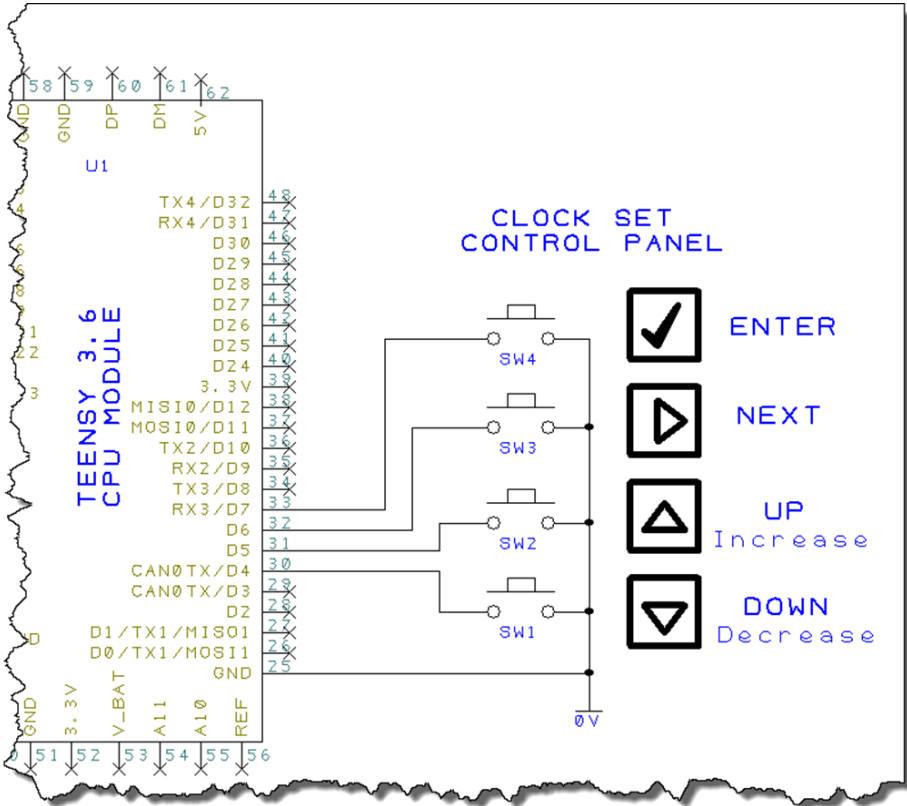 58 59 60 61 62
GND GND DP DM 5V
U1
TEENSY 3.6
CPU MODULE
TX4/D32 48
RX4/D31 47
D30 46
D29 45
D28 44
D27 43
D26 42
D25 41
D24 40
3.3V 39
MISI0/D12 38
MOSI0/D11 37
TX2/D10 36
RX2/D9 35
TX3/D8 34
RX3/D7 33
D6 32
D5 31
CAN0TX/D4 30
CAN0TX/D3 29
D2 28
D1/TX1/MISO1 27
D0/TX1/MOSI1 26
GND 25
GND 3.3V V_BAT A11 A10 REF
51 52 53 54 55 56
CLOCK SET
CONTROL PANEL
SW4
ENTER
SW3
NEXT
SW2
UP
Increase
SW1
DOWN
Decrease
0V